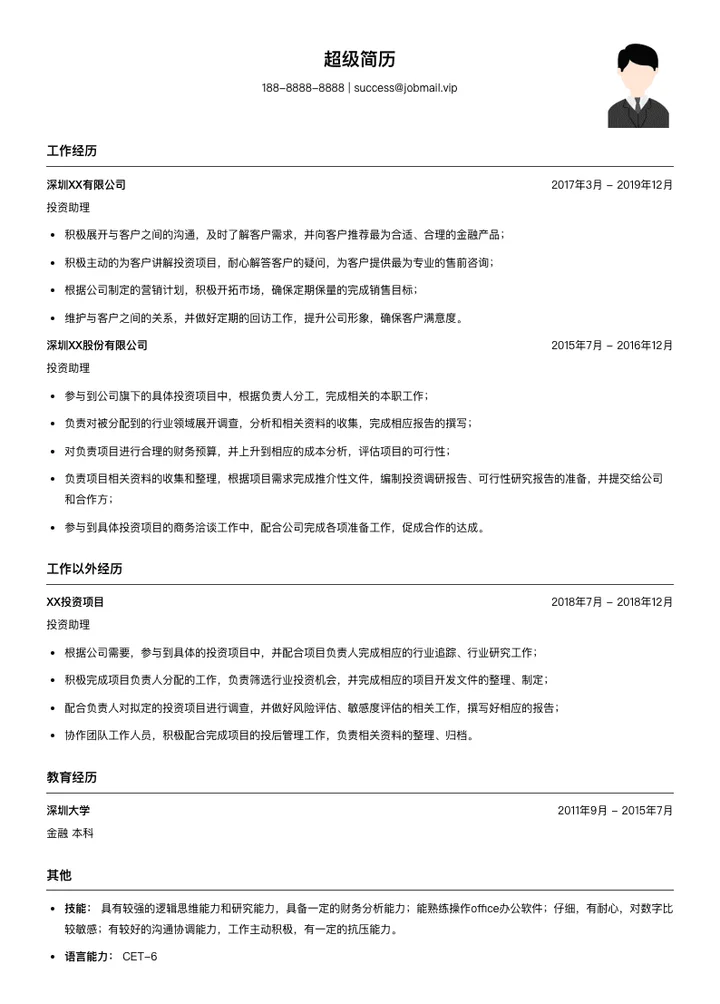 超级简历
188-8888-8888 | success@jobmail.vip
工作经历
深圳XX有限公司 2017年3月 – 2019年12月
投资助理
• 积极展开与客户之间的沟通，及时了解客户需求，并向客户推荐最为合适、合理的金融产品；
• 积极主动的为客户讲解投资项目，耐心解答客户的疑问，为客户提供最为专业的售前咨询；
• 根据公司制定的营销计划，积极开拓市场，确保定期保量的完成销售目标；
• 维护与客户之间的关系，并做好定期的回访工作，提升公司形象，确保客户满意度。
深圳XX股份有限公司 2015年7月 – 2016年12月
投资助理
• 参与到公司旗下的具体投资项目中，根据负责人分工，完成相关的本职工作；
• 负责对被分配到的行业领域展开调查，分析和相关资料的收集，完成相应报告的撰写；
• 对负责项目进行合理的财务预算，并上升到相应的成本分析，评估项目的可行性；
• 负责项目相关资料的收集和整理，根据项目需求完成推介性文件，编制投资调研报告、可行性研究报告的准备，并提交给公司
和合作方；
• 参与到具体投资项目的商务洽谈工作中，配合公司完成各项准备工作，促成合作的达成。
工作以外经历
XX投资项目 2018年7月 – 2018年12月
投资助理
• 根据公司需要，参与到具体的投资项目中，并配合项目负责人完成相应的行业追踪、行业研究工作；
• 积极完成项目负责人分配的工作，负责筛选行业投资机会，并完成相应的项目开发文件的整理、制定；
• 配合负责人对拟定的投资项目进行调查，并做好风险评估、敏感度评估的相关工作，撰写好相应的报告；
• 协作团队工作人员，积极配合完成项目的投后管理工作，负责相关资料的整理、归档。
教育经历
深圳大学 2011年9月 – 2015年7月
金融 本科
其他
• 技能： 具有较强的逻辑思维能力和研究能力，具备一定的财务分析能力；能熟练操作office办公软件；仔细，有耐心，对数字比
较敏感；有较好的沟通协调能力，工作主动积极，有一定的抗压能力。
• 语言能力： CET-6